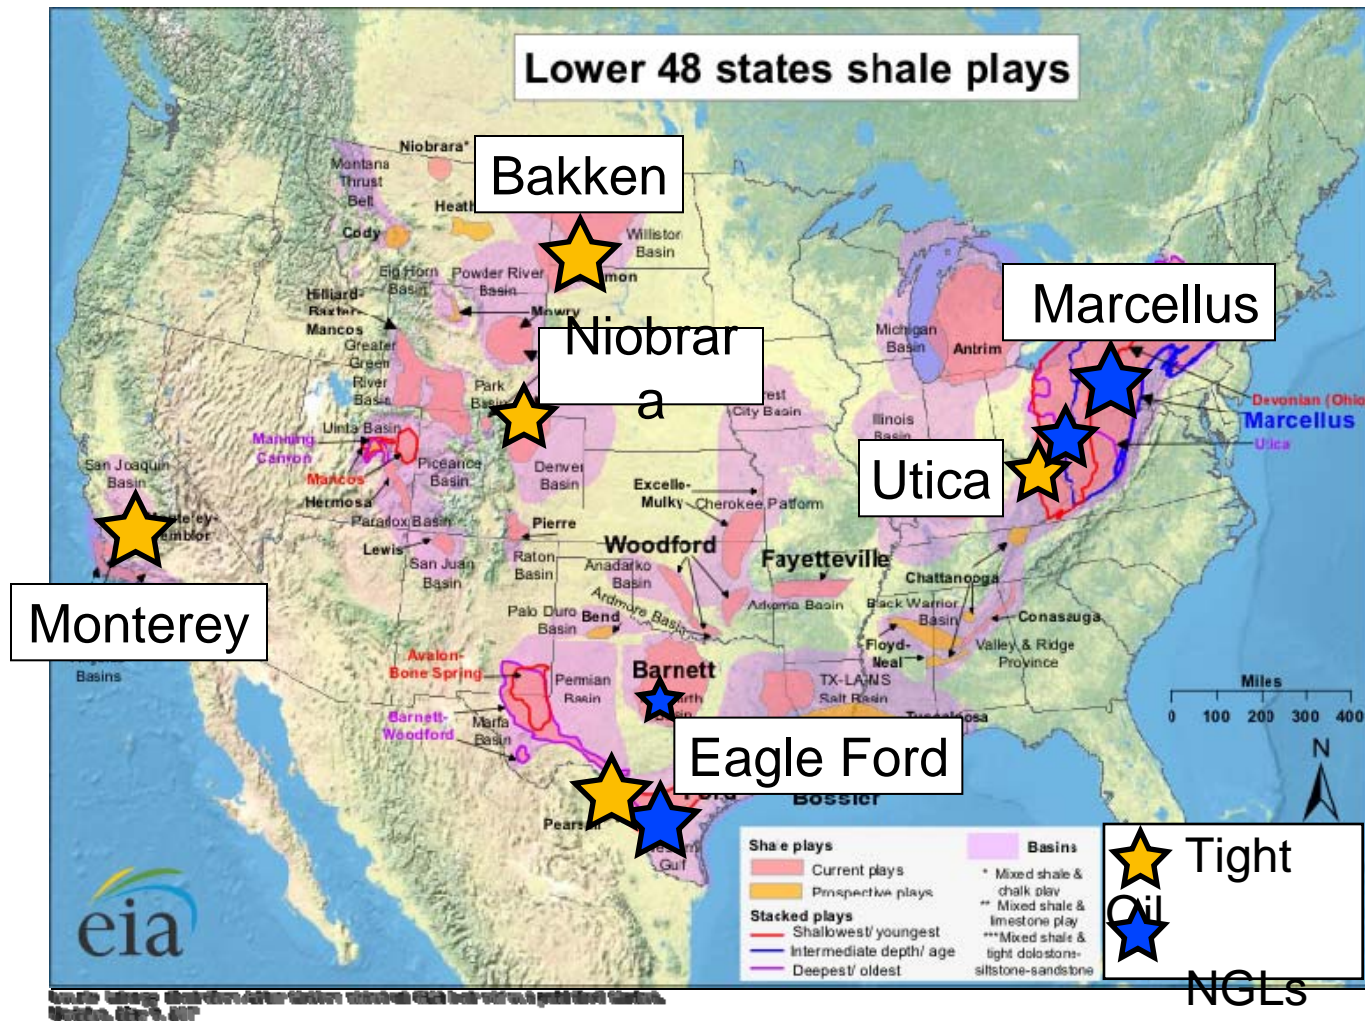 Lower 48 states shale plays
Niobrara*
Bakken
Montana
Thrust
Belt
Heath
Cody
Williston
Basin
Big Horn
Basin
Powder River
Basin
Hilliard-
Baxter-
Mancos
Mowry
Niobrar
a
Marcellus
Michigan
Basin
Antrim
Greater
Green
River
Basin
Park
City Basin
Illinois
Devonian (Ohio
Marcellus
Utica
Uinta Basin
Manning
Canyon
Mancos
Piceance
Basin
Denver
Basin
Utica
San Joaquin
Basin
Hermosa
Paradox Basin
Excello-
Mulky
Cherokee Platform
Monterey-
Pierre
Lewis
San Juan
Basin
Raton
Basin
Woodford
Anadarko
Basin
Fayetteville
Chattanooga
Ardmore Basin
Arkoma Basin
Black Warrior
Basin
Conasauga
Monterey
Palo Duro
Basin
Bend
Floyd-
Neal
Valley & Ridge
Province
Basins
Avalon-
Bone Spring
Permian
Basin
Barnett
TX-LA-MS
Salt Basin
Tuscaloosa
Barnett-
Woodford
Marfa
Basin
Miles
0 100 200 300 400
N
Eagle Ford
Ford
Bossier
Pearsall
Gulf
eia
Shale plays
Current plays
Prospective plays
Stacked plays
Shallowest/ youngest
Intermediate depth/ age
Deepest/ oldest
Basins
* Mixed shale &
chalk play
** Mixed shale &
limestone play
***Mixed shale &
tight dolostone-
siltstone-sandstone
Tight
Oil
NGLs